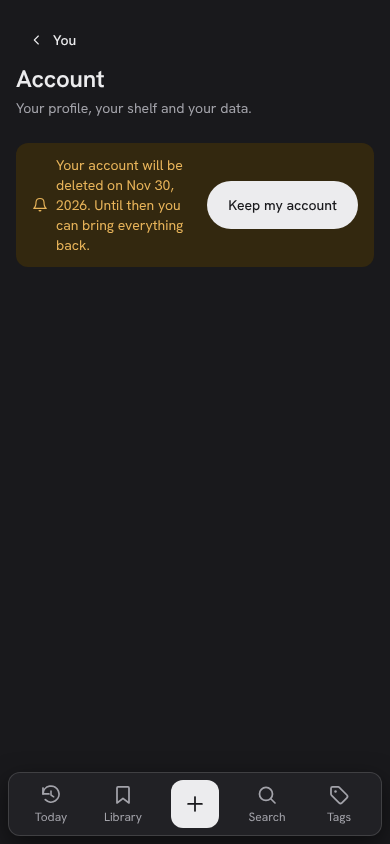 You
Account
Your profile, your shelf and your data.
Your account will be
deleted on Nov 30,
2026. Until then you
can bring everything
back.
Keep my account
Today
Library
Search
Tags